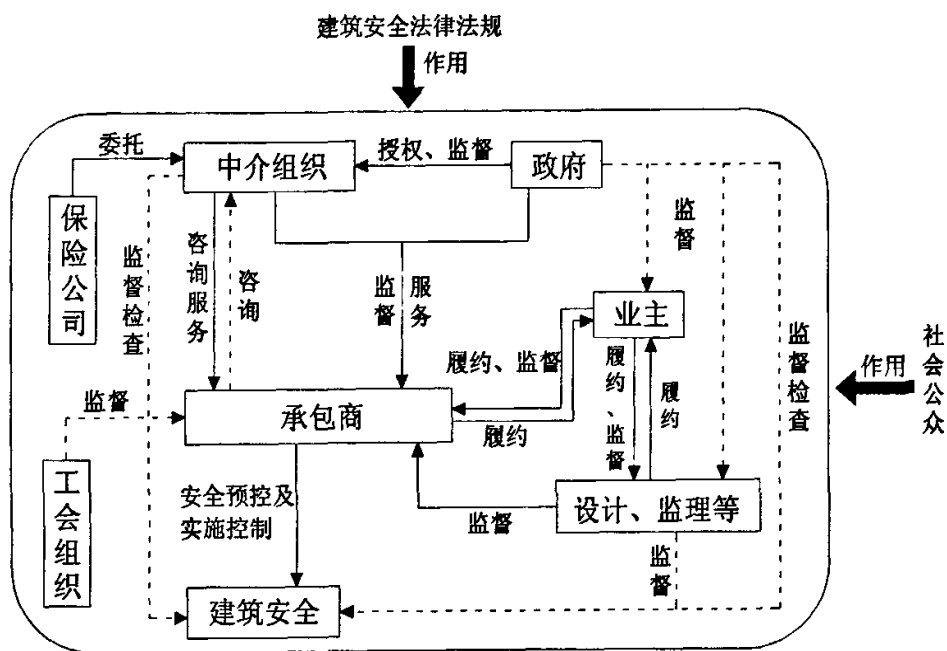 建筑安全法律法规
作用
委托
中介组织
授权、监督
政府
保险公司
监督检查
咨询服务
咨询
监督
服务
监督
业主
监督检查
作用
社会公众
履约、监督
履约
履约、监督
履约
监督
承包商
工会组织
安全预控及
实施控制
监督
设计、监理等
监督
建筑安全